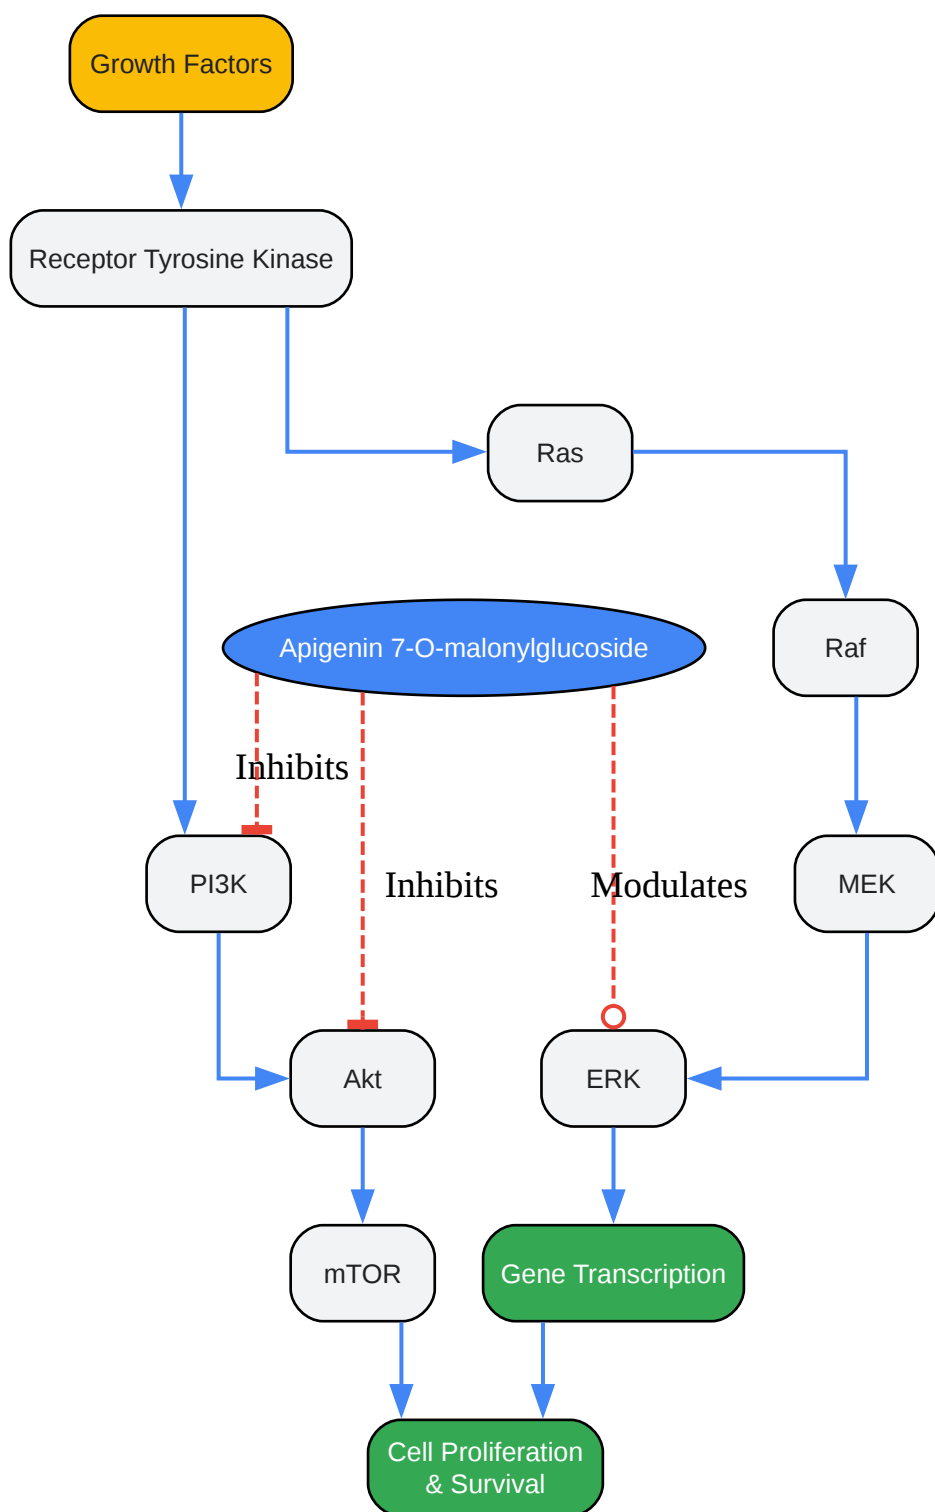 Growth Factors
Receptor Tyrosine Kinase
Ras
Apigenin 7-O-malonylglucoside
Raf
Inhibits
PI3K
Inhibits
Modulates
MEK
Akt
ERK
mTOR
Gene Transcription
Cell Proliferation
& Survival